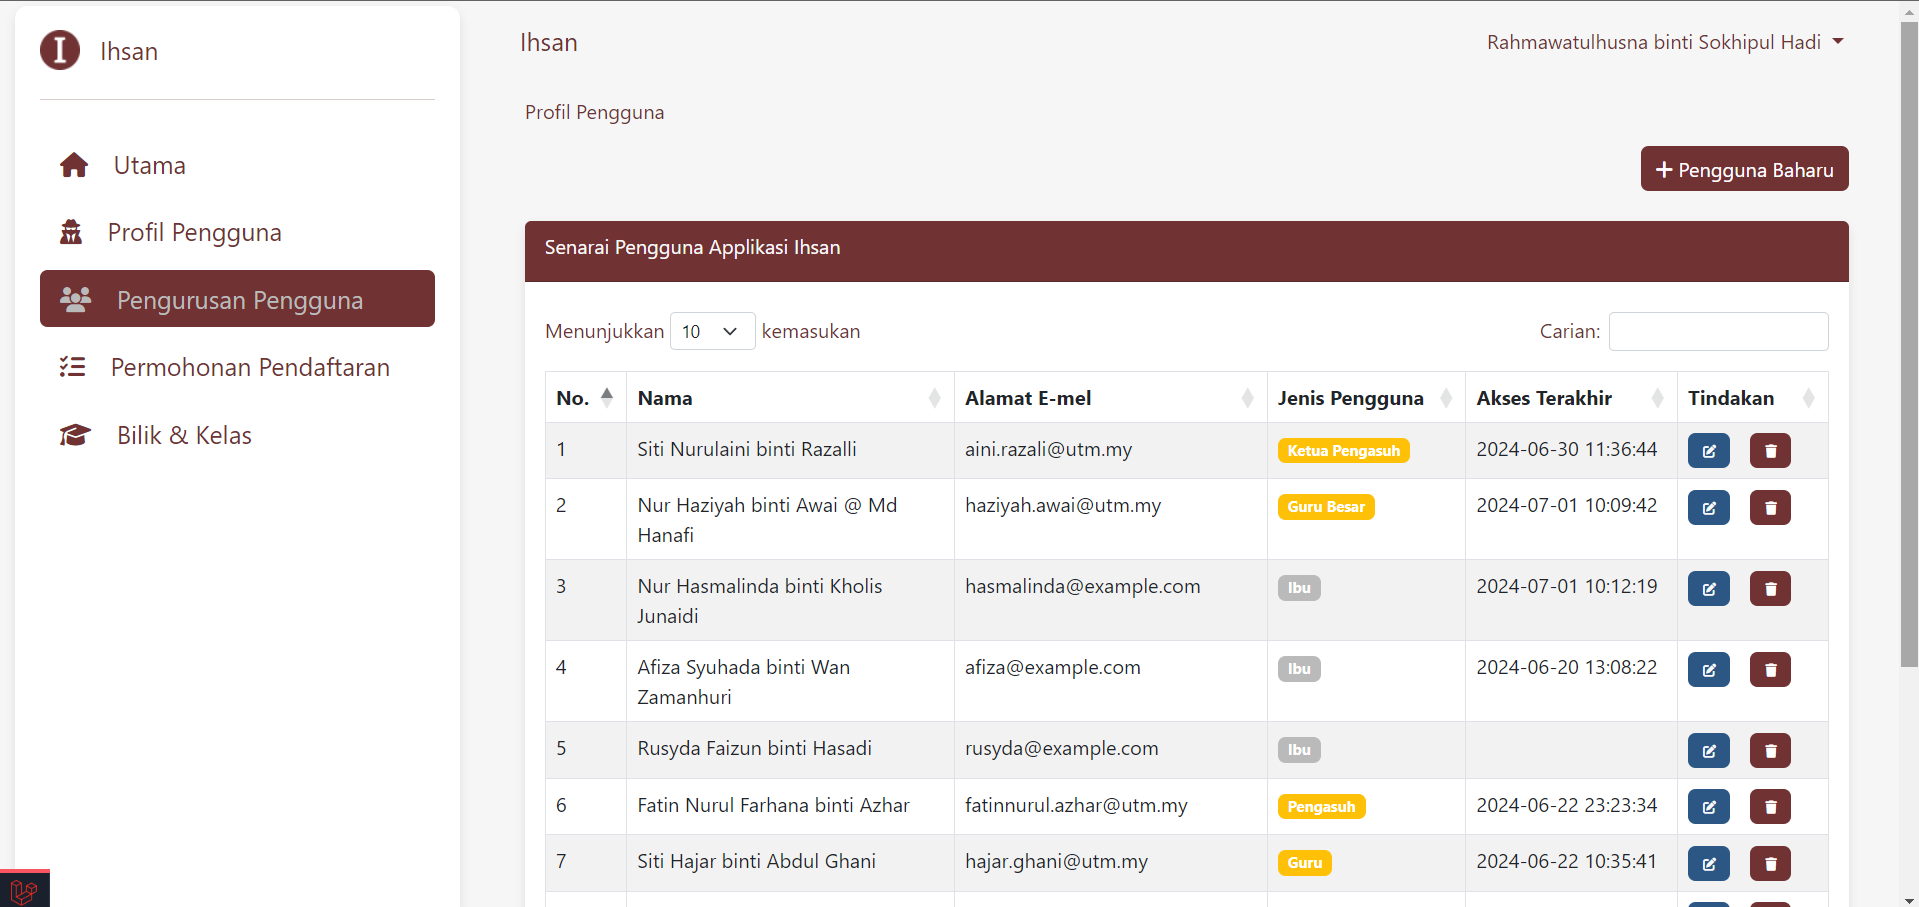 I Ihsan
Utama
Profil Pengguna
Pengurusan Pengguna
Permohonan Pendaftaran
Bilik & Kelas
Ihsan
Rahmawatulhusna binti Sokhipul Hadi
Profil Pengguna
Pengguna Baharu
Senarai Pengguna Applikasi Ihsan
Menunjukkan 10 kemasukan
Carian:
No. Nama Alamat E-mel Jenis Pengguna Akses Terakhir Tindakan
1 Siti Nurulaini binti Razalli aini.razali@utm.my Ketua Pengasuh 2024-06-30 11:36:44
2 Nur Haziyah binti Awai @ Md haziyah.awai@utm.my Guru Besar 2024-07-01 10:09:42
Hanafi
3 Nur Hasmalinda binti Kholis hasmalinda@example.com Ibu 2024-07-01 10:12:19
Junaidi
4 Afiza Syuhada binti Wan afiza@example.com Ibu 2024-06-20 13:08:22
Zamanhuri
5 Rusyda Faizun binti Hasadi rusyda@example.com Ibu
6 Fatin Nurul Farhana binti Azhar fatinnurul.azhar@utm.my Pengasuh 2024-06-22 23:23:34
7 Siti Hajar binti Abdul Ghani hajar.ghani@utm.my Guru 2024-06-22 10:35:41